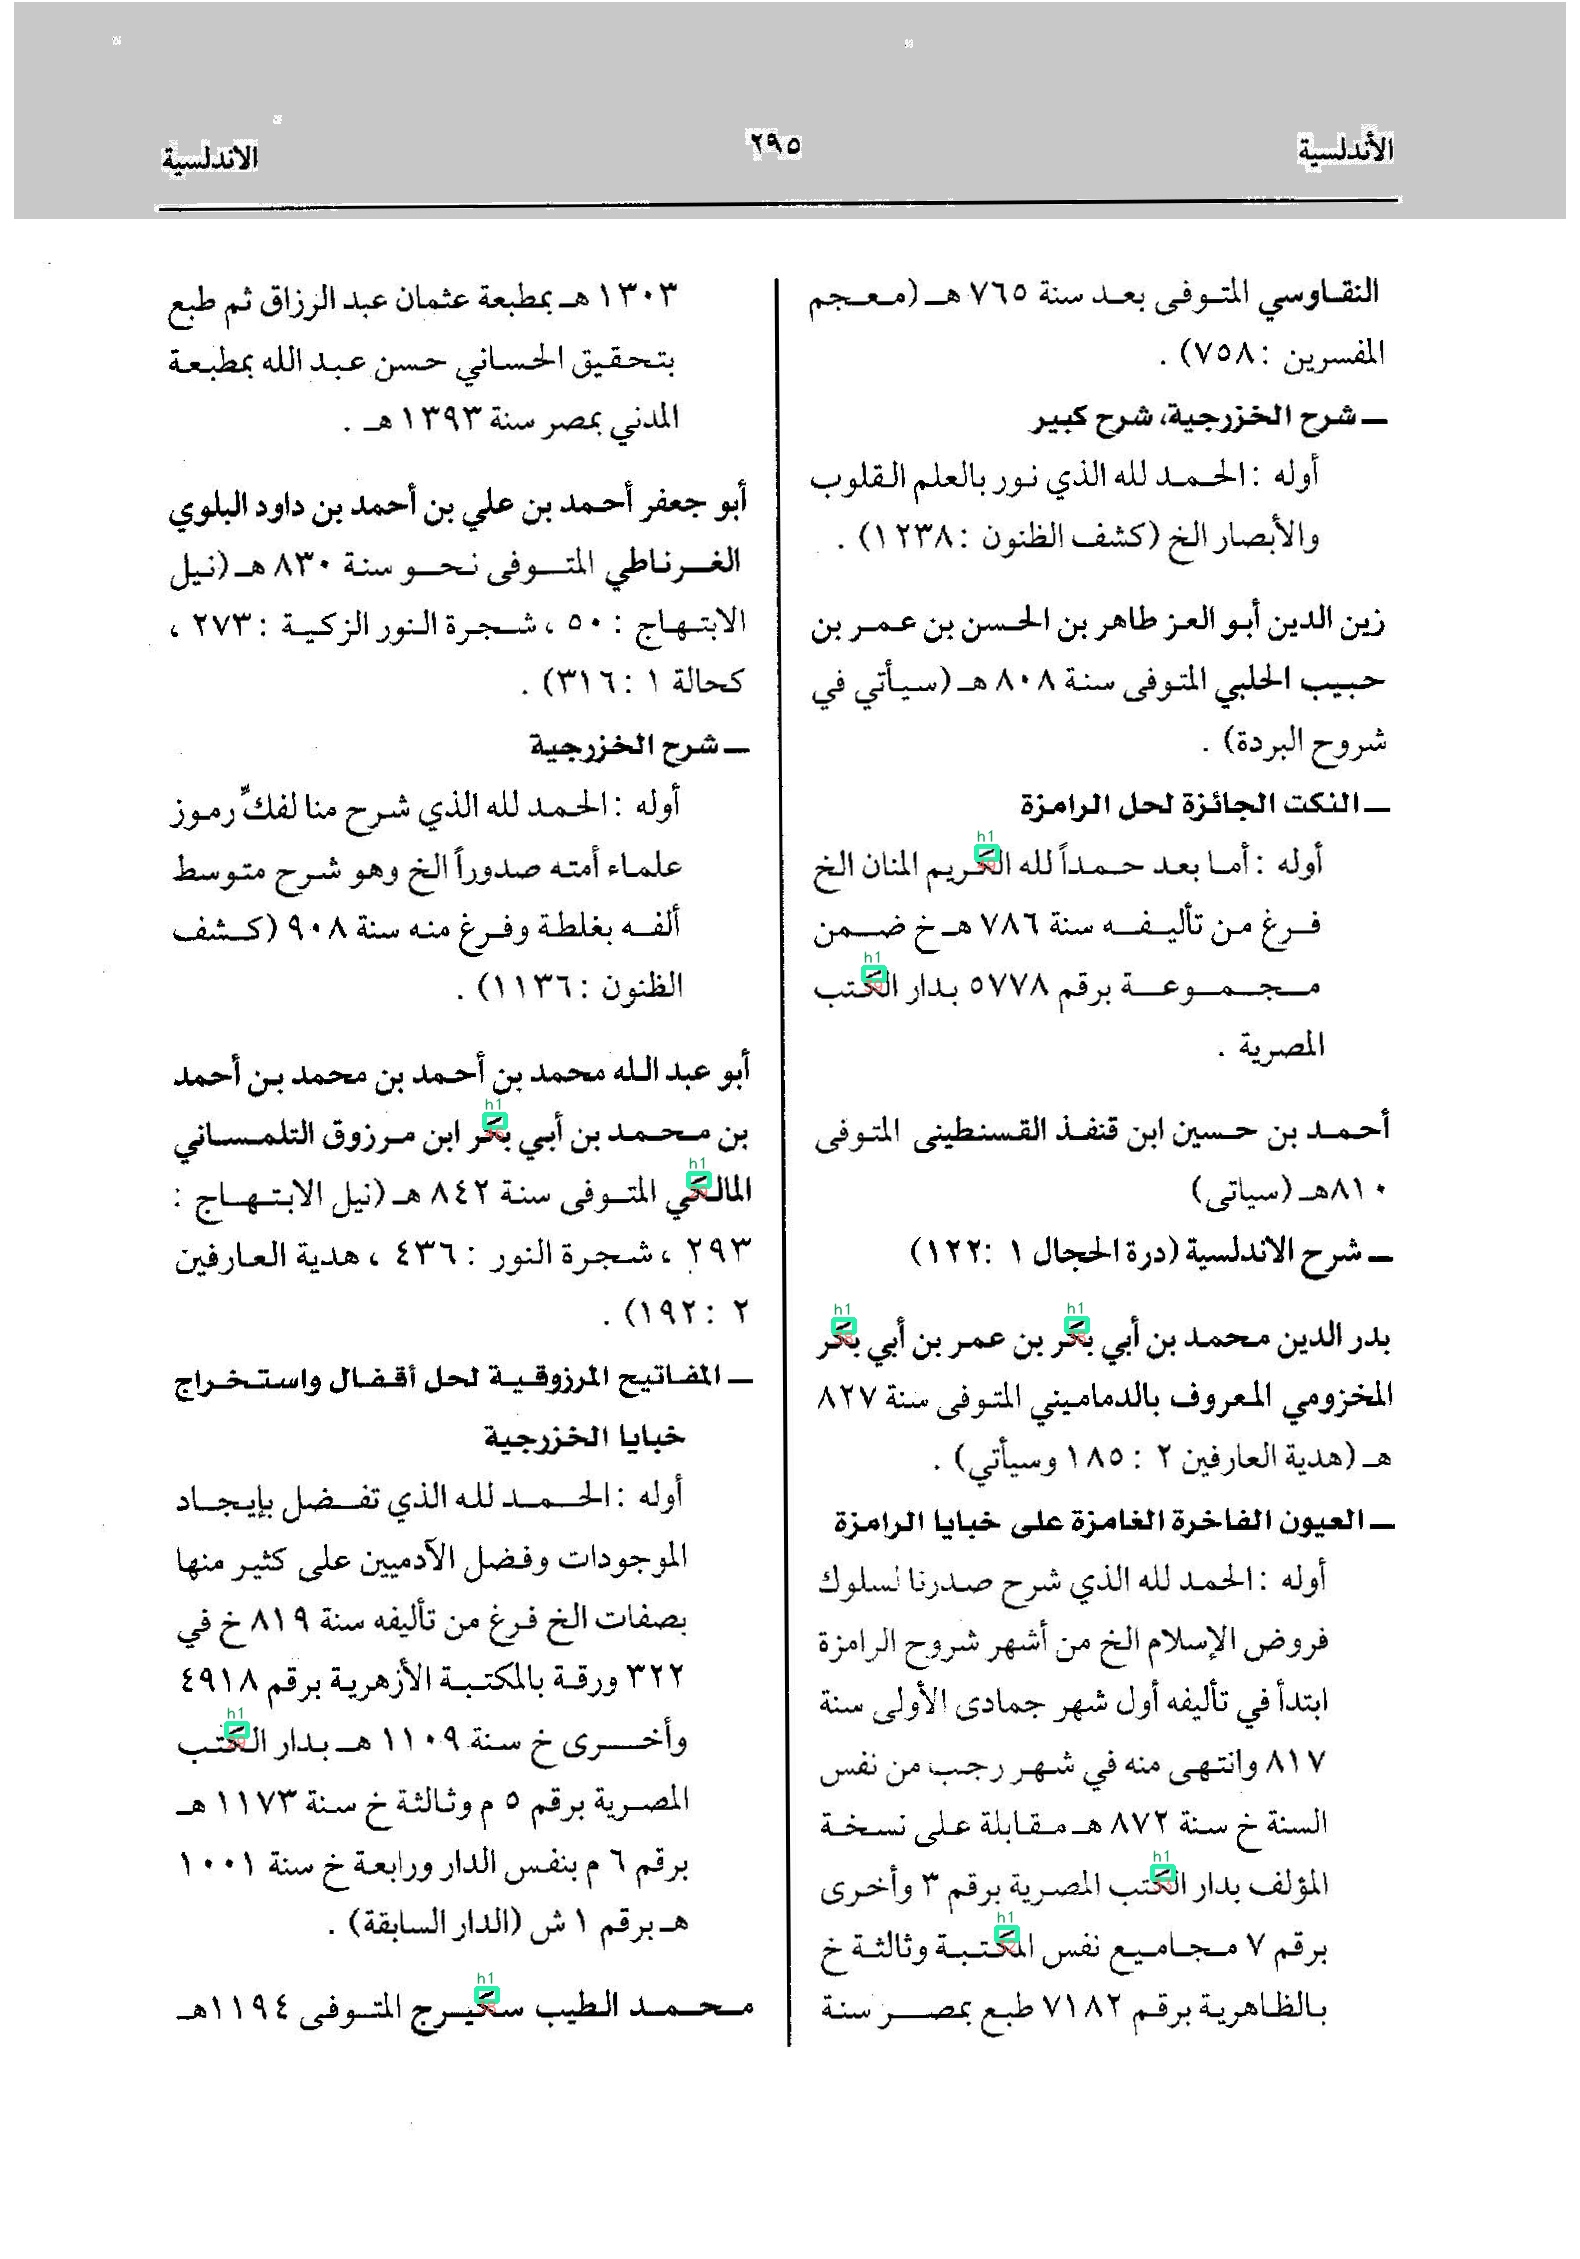 الأندلسية
٢٩٥
الاندلسية
النقاوسي المتوفى بعد سنة ٧٦٥ هـ (معجم
المفسرين : ٧٥٨) .
ـ شرح الخزرجية، شرح كبير
أوله : الحمد لله الذي نور بالعلم القلوب
والأبصار الخ (كشف الظنون : ١٢٣٨) .
زين الدين أبو العز طاهر بن الحسن بن عمر بن
حبيب الحلبي المتوفى سنة ٨٠٨ هـ (سيأتي في
شروح البردة) .
ـ النكت الجائزة لحل الرامزة
أوله : أما بعد حمداً لله الكريم المنان الخ
فرغ من تأليفه سنة ٧٨٦ هـ خ ضمن
مجموعة برقم ٥٧٧٨ بدار الكتب
المصرية .
أحمد بن حسين ابن قنفذ القسنطينى المتوفى
٨١٠هـ (سياتى)
ـ شرح الاندلسية (درة الحجال ١ : ١٢٢)
بدر الدين محمد بن أبي بكر بن عمر بن أبي بكر
المخزومي المعروف بالدماميني المتوفى سنة ٨٢٧
هـ (هدية العارفين ٢ : ١٨٥ وسيأتي) .
ـ العيون الفاخرة الغامزة على خبايا الرامزة
أوله : الحمد لله الذي شرح صدرنا لسلوك
فروض الإسلام الخ من أشهر شروح الرامزة
ابتدأ في تأليفه أول شهر جمادى الأولى سنة
٨١٧ وانتهى منه في شهر رجب من نفس
السنة خ سنة ٨٧٢ هـ مقابلة على نسخة
المؤلف بدار الكتب المصرية برقم ٣ وأخرى
برقم ٧ مجاميع نفس المكتبة وثالثة خ
بالظاهرية برقم ٧١٨٢ طبع بمصر سنة
١٣٠٣ هـ بمطبعة عثمان عبد الرزاق ثم طبع
بتحقيق الحساني حسن عبد الله بمطبعة
المدني بمصر سنة ١٣٩٣ هـ .
أبو جعفر أحمد بن علي بن أحمد بن داود البلوي
الغرناطي المتوفى نحو سنة ٨٣٠ هـ (نيل
الابتهاج : ٥٠ ، شجرة النور الزكية : ٢٧٣ ،
كحالة ١ : ٣١٦) .
ـ شرح الخزرجية
أوله : الحمد لله الذي شرح منا لفكّ رموز
علماء أمته صدوراً الخ وهو شرح متوسط
ألفه بغلطة وفرغ منه سنة ٩٠٨ (كشف
الظنون : ١١٣٦) .
أبو عبد الله محمد بن أحمد بن محمد بن أحمد
بن محمد بن أبي بكر ابن مرزوق التلمساني
المالكي المتوفى سنة ٨٤٢ هـ (نيل الابتهاج :
٢٩٣ ، شجرة النور : ٤٣٦ ، هدية العارفين
٢ : ١٩٢) .
ـ المفاتيح المرزوقية لحل أقفال واستخراج
خبايا الخزرجية
أوله : الحمد لله الذي تفضل بإيجاد
الموجودات وفضل الآدميين على كثير منها
بصفات الخ فرغ من تأليفه سنة ٨١٩ خ في
٣٢٢ ورقة بالمكتبة الأزهرية برقم ٤٩١٨
وأخرى خ سنة ١١٠٩ هـ بدار الكتب
المصرية برقم ٥ م وثالثة خ سنة ١١٧٣ هـ
برقم ٦ م بنفس الدار ورابعة خ سنة ١٠٠١
هـ برقم ١ ش (الدار السابقة) .
محمد الطيب سكيرج المتوفى ١١٩٤هـ